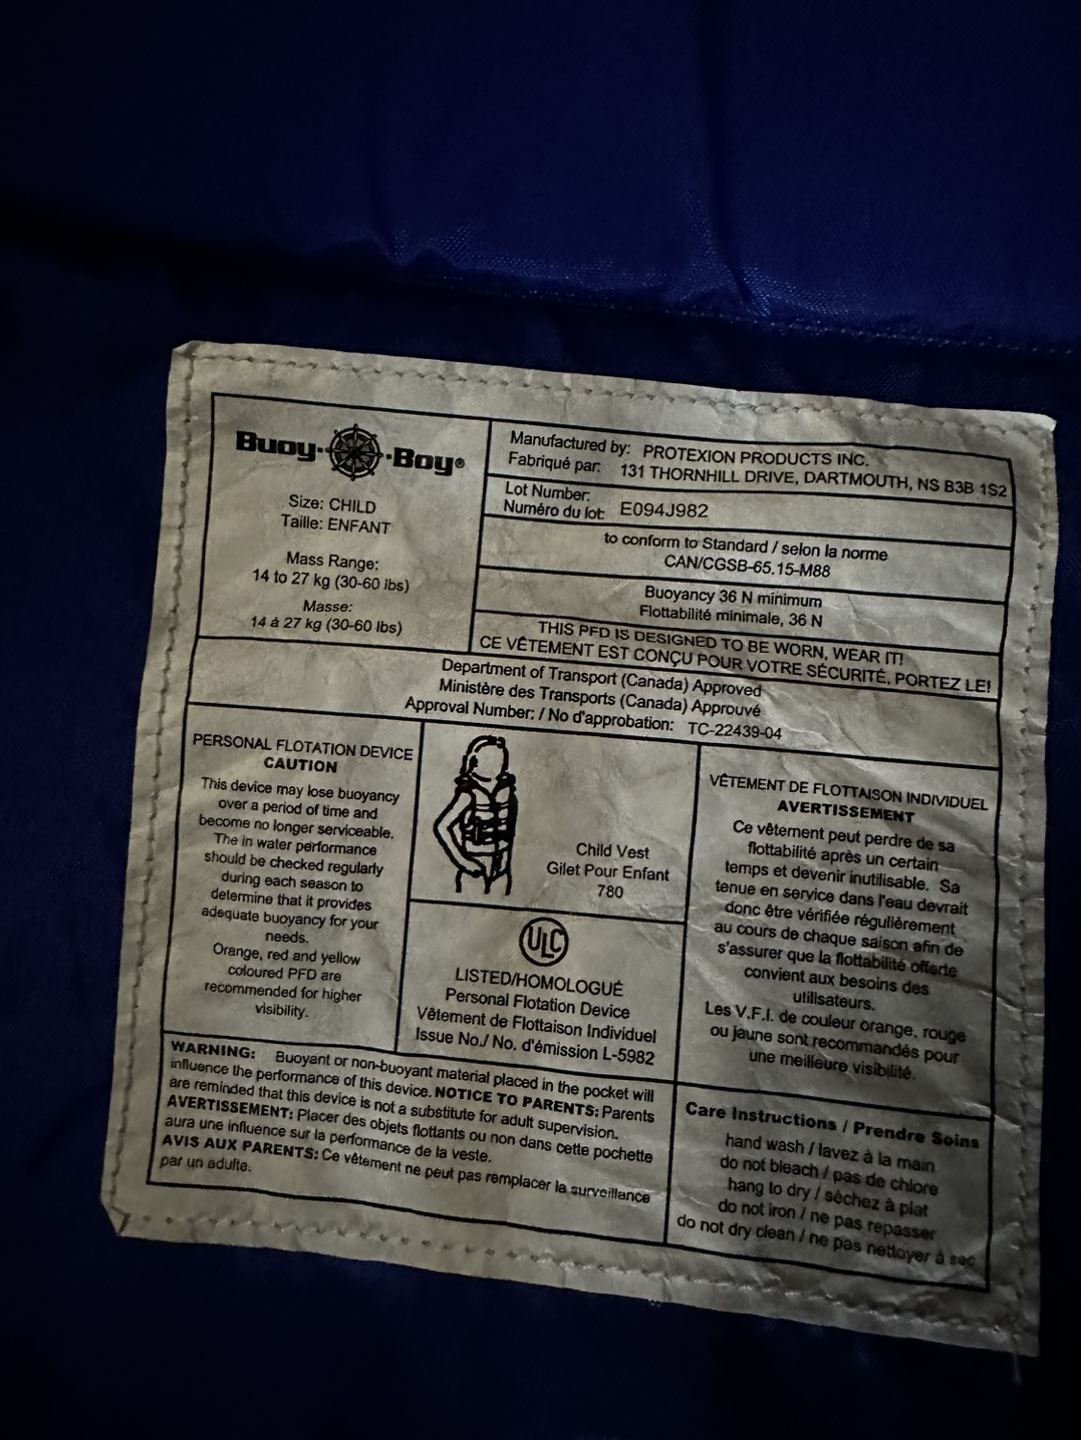 Buoy Boy®
Size: CHILD
Taille: ENFANT
Mass Range:
14 to 27 kg (30-60 lbs)
Masse:
14 à 27 kg (30-60 lbs)
Manufactured by: PROTEXION PRODUCTS INC.
Fabriqué par: 131 THORNHILL DRIVE, DARTMOUTH, NS B3B 1S2
Lot Number:
Numéro du lot: E094J982
to conform to Standard / selon la norme
CAN/CGSB-65.15-M88
Buoyancy 36 N minimum
Flottabilité minimale, 36 N
THIS PFD IS DESIGNED TO BE WORN, WEAR IT!
CE VÊTEMENT EST CONÇU POUR VOTRE SÉCURITÉ, PORTEZ LE!
Department of Transport (Canada) Approved
Ministère des Transports (Canada) Approuvé
Approval Number: / No d'approbation: TC-22439-04
PERSONAL FLOTATION DEVICE
CAUTION
This device may lose buoyancy
over a period of time and
become no longer serviceable.
The in water performance
should be checked regularly
during each season to
determine that it provides
adequate buoyancy for your
needs.
Orange, red and yellow
coloured PFD are
recommended for higher
visibility.
Child Vest
Gilet Pour Enfant
780
ULC
LISTED/HOMOLOGUÉ
Personal Flotation Device
Vêtement de Flottaison Individuel
Issue No./ No. d'émission L-5982
VÊTEMENT DE FLOTTAISON INDIVIDUEL
AVERTISSEMENT
Ce vêtement peut perdre de sa
flottabilité après un certain
temps et devenir inutilisable. Sa
tenue en service dans l'eau devrait
donc être vérifiée régulièrement
au cours de chaque saison afin de
s'assurer que la flottabilité offerte
convient aux besoins des
utilisateurs.
Les V.F.I. de couleur orange, rouge
ou jaune sont recommandés pour
une meilleure visibilité.
WARNING: Buoyant or non-buoyant material placed in the pocket will
influence the performance of this device. NOTICE TO PARENTS: Parents
are reminded that this device is not a substitute for adult supervision.
AVERTISSEMENT: Placer des objets flottants ou non dans cette pochette
aura une influence sur la performance de la veste.
AVIS AUX PARENTS: Ce vêtement ne peut pas remplacer la surveillance
par un adulte.
Care Instructions / Prendre Soins
hand wash / lavez à la main
do not bleach / pas de chlore
hang to dry / séchez à plat
do not iron / ne pas repasser
do not dry clean / ne pas nettoyer à sec